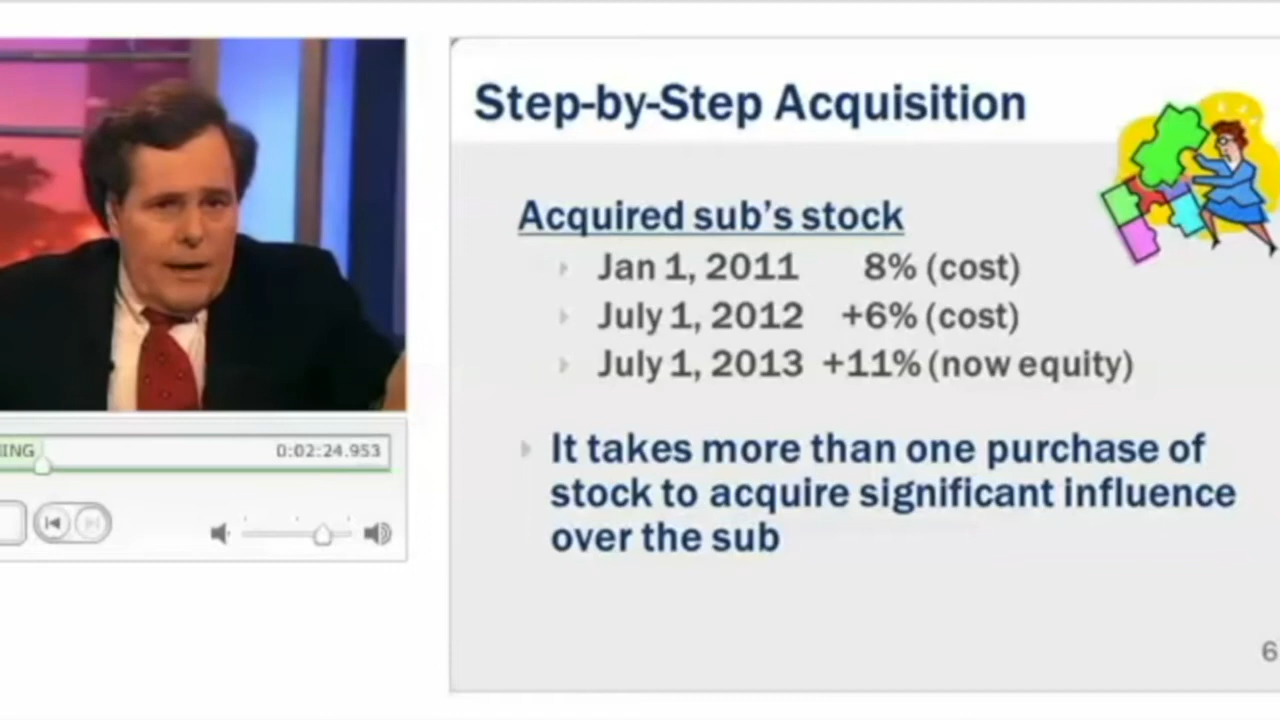 Step-by-Step Acquisition
Acquired sub's stock
Jan 1, 2011 8% (cost)
July 1, 2012 +6% (cost)
July 1, 2013 +11% (now equity)
It takes more than one purchase of
stock to acquire significant influence
over the sub
0:02:24.953
6